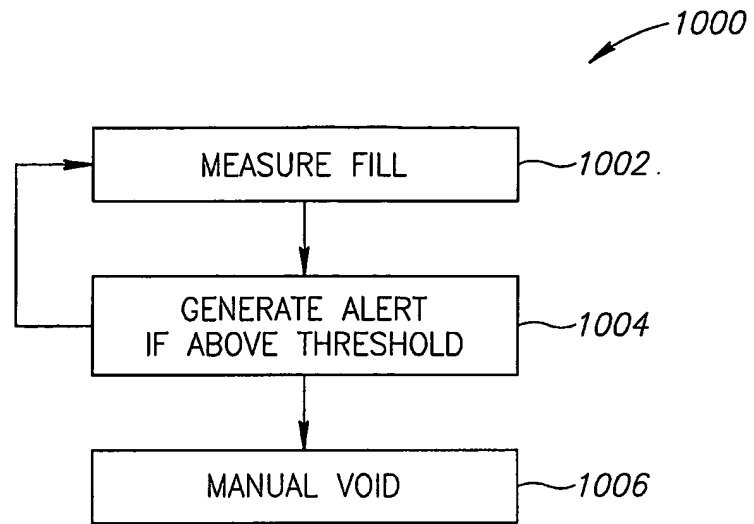 1000
MEASURE FILL
1002.
GENERATE ALERT
IF ABOVE THRESHOLD
1004
MANUAL VOID
1006